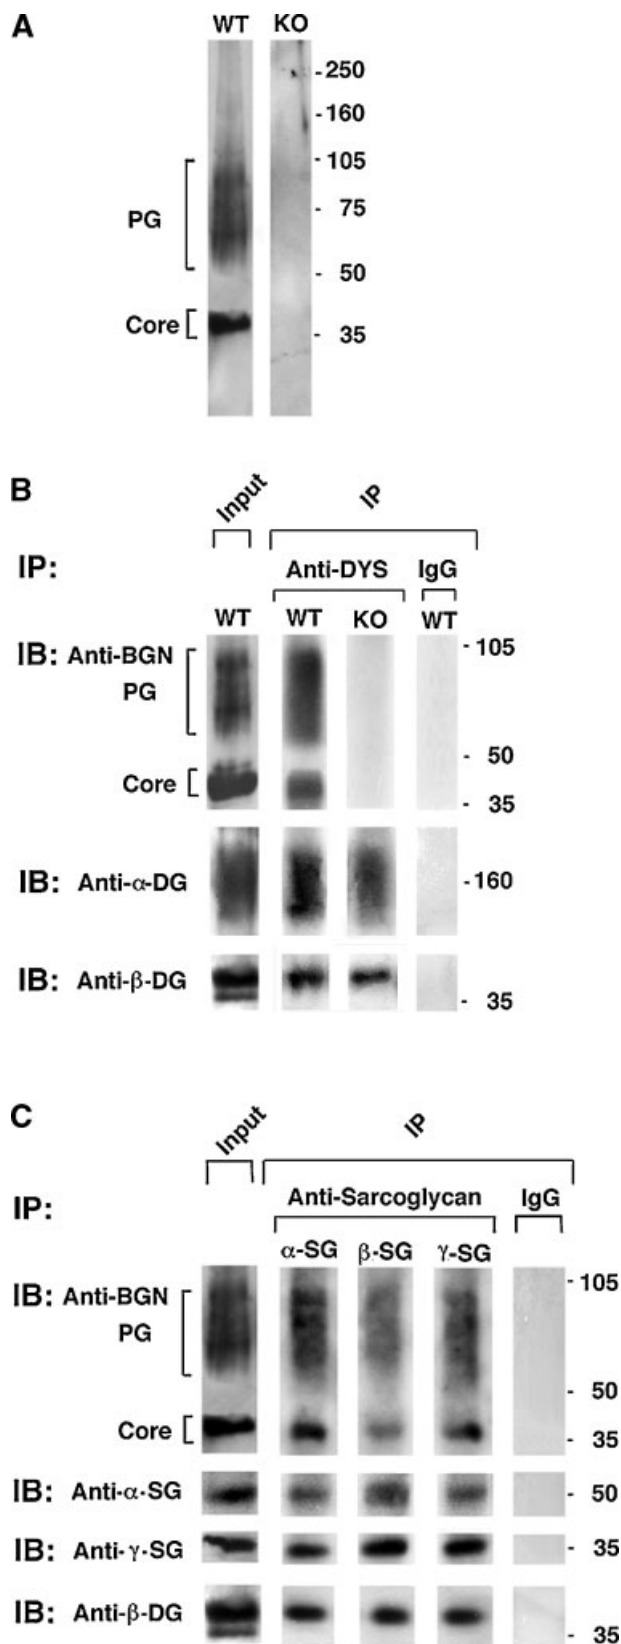 A
WT KO
- 250
- 160
- 105
PG
- 75
- 50
Core
- 35
B
Input IP
IP: Anti-DYS IgG
WT WT KO WT
IB: Anti-BGN
- 105
PG
- 50
Core
- 35
IB: Anti-α-DG
-160
IB: Anti-β-DG
- 35
C
Input IP
IP: Anti-Sarcoglycan IgG
α-SG β-SG γ-SG
- 105
IB: Anti-BGN
PG
- 50
Core
- 35
IB: Anti-α-SG - 50
IB: Anti-γ-SG - 35
IB: Anti-β-DG
- 35